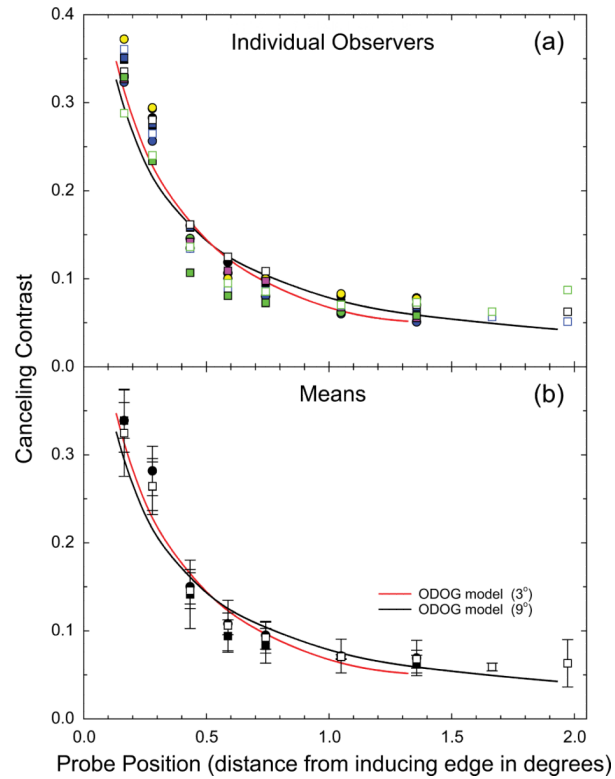 0.4
Individual Observers
(a)
0.3
0.2
0.1
0.0
Means
(b)
0.3
0.2
ODOG model (3°)
ODOG model (9°)
0.1
0.0
0.0 0.5 1.0 1.5 2.0
Canceling Contrast
Probe Position (distance from inducing edge in degrees)